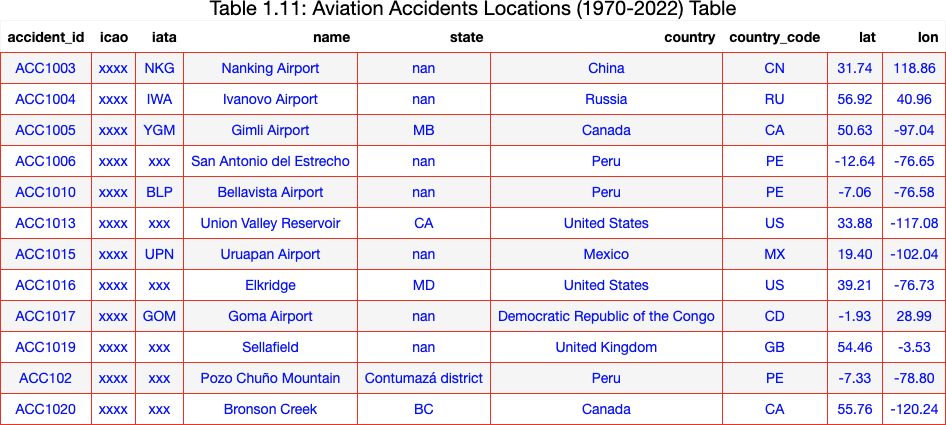 Table 1.11: Aviation Accidents Locations (1970-2022) Table
accident_id icao iata name state country country_code lat lon
ACC1003 xxxx NKG Nanking Airport nan China CN 31.74 118.86
ACC1004 xxxx IWA Ivanovo Airport nan Russia RU 56.92 40.96
ACC1005 xxxx YGM Gimli Airport MB Canada CA 50.63 -97.04
ACC1006 xxxx xxx San Antonio del Estrecho nan Peru PE -12.64 -76.65
ACC1010 xxxx BLP Bellavista Airport nan Peru PE -7.06 -76.58
ACC1013 xxxx xxx Union Valley Reservoir CA United States US 33.88 -117.08
ACC1015 xxxx UPN Uruapan Airport nan Mexico MX 19.40 -102.04
ACC1016 xxxx xxx Elkridge MD United States US 39.21 -76.73
ACC1017 xxxx GOM Goma Airport nan Democratic Republic of the Congo CD -1.93 28.99
ACC1019 xxxx xxx Sellafield nan United Kingdom GB 54.46 -3.53
ACC102 xxxx xxx Pozo Chuño Mountain Contumazá district Peru PE -7.33 -78.80
ACC1020 xxxx xxx Bronson Creek BC Canada CA 55.76 -120.24